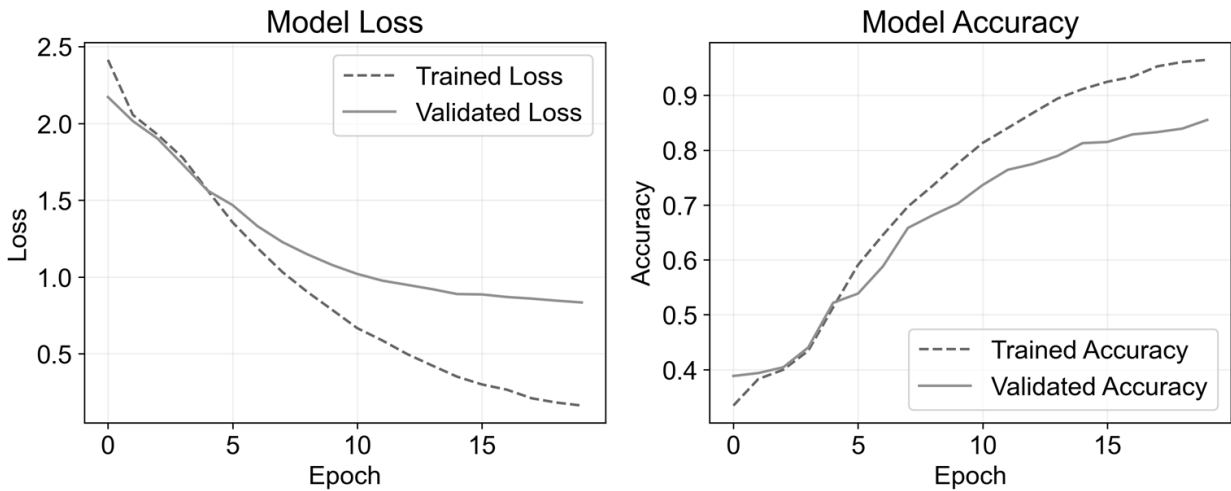 Model Loss
2.5
2.0
1.5
1.0
0.5
Loss
Trained Loss
Validated Loss
0 5 10 15
Epoch
Model Accuracy
0.9
0.8
0.7
0.6
0.5
0.4
Accuracy
Trained Accuracy
Validated Accuracy
0 5 10 15
Epoch